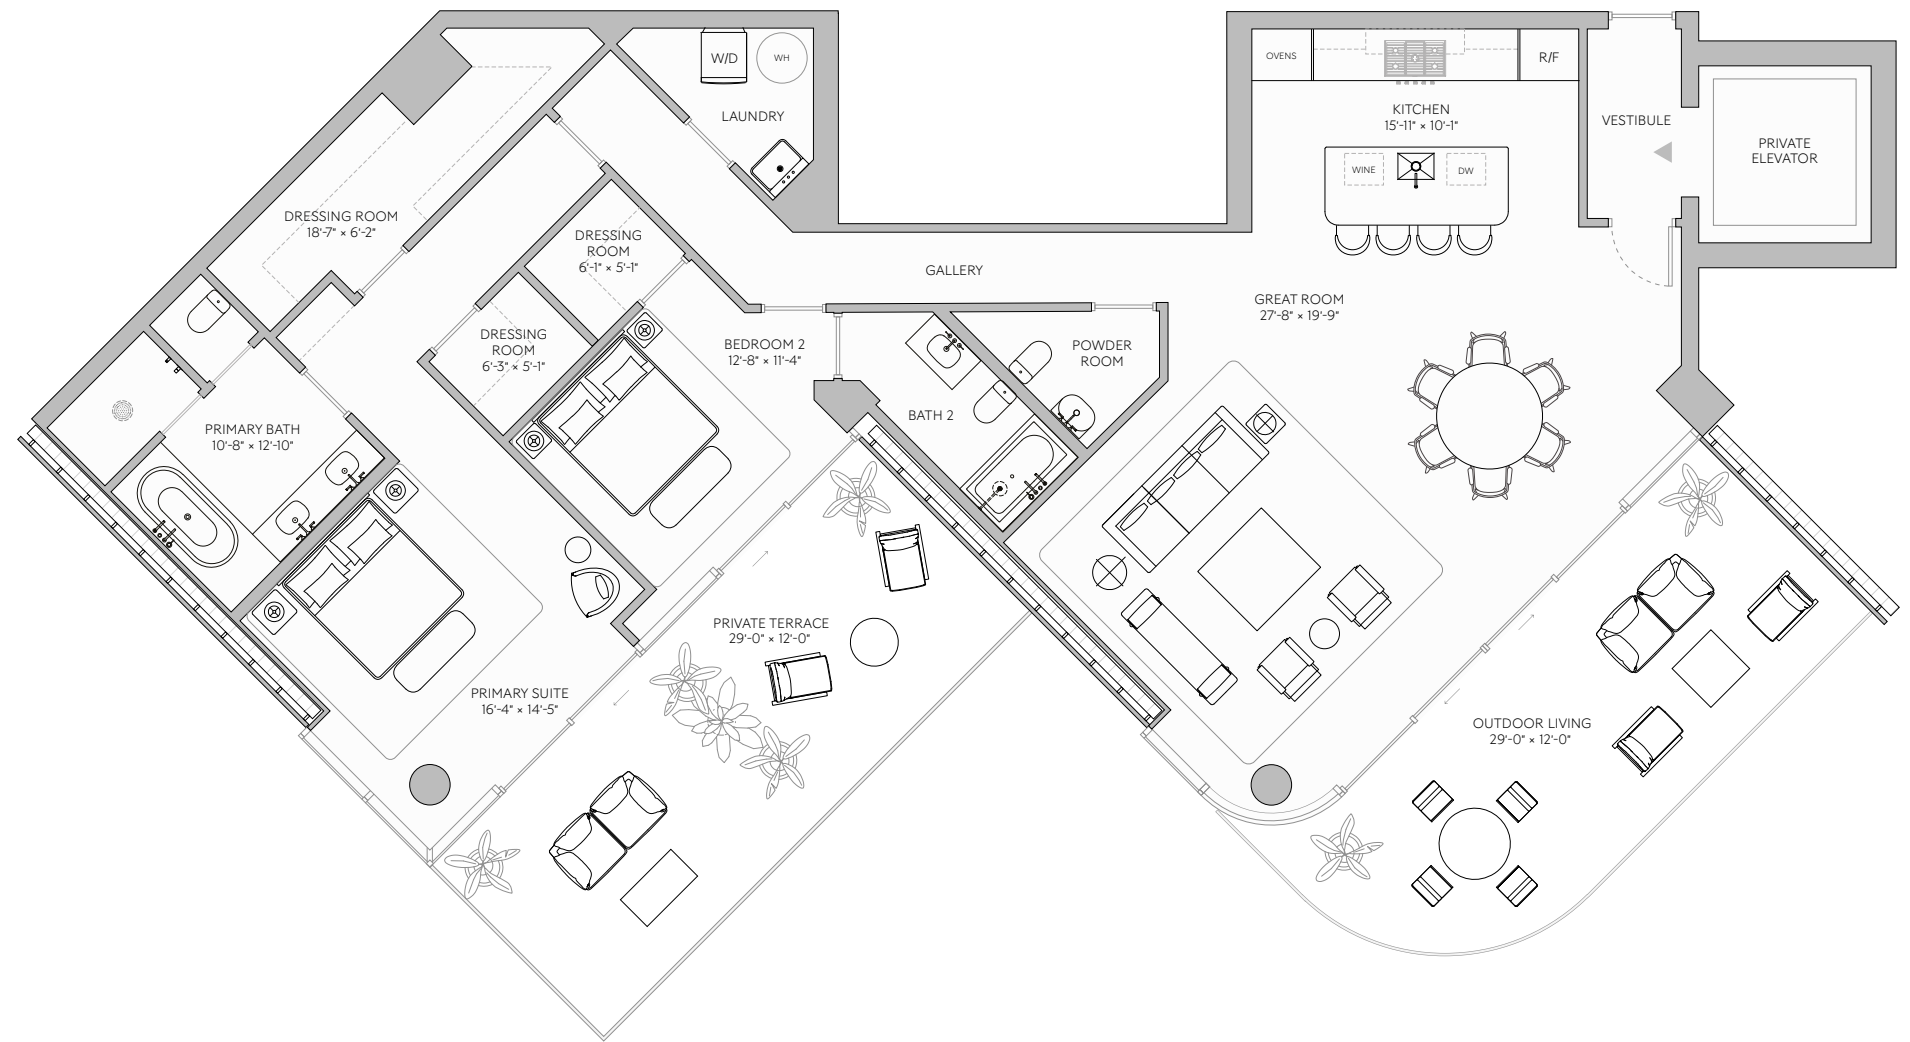 W/D
WH
LAUNDRY
OVENS
R/F
KITCHEN
15'-11" × 10'-1"
VESTIBULE
PRIVATE
ELEVATOR
WINE
DW
DRESSING ROOM
18'-7" × 6'-2"
DRESSING
ROOM
6'-1" × 5'-1"
GALLERY
GREAT ROOM
27'-8" × 19'-9"
DRESSING
ROOM
6'-3" × 5'-1"
BEDROOM 2
12'-8" × 11'-4"
POWDER
ROOM
BATH 2
PRIMARY BATH
10'-8" × 12'-10"
PRIVATE TERRACE
29'-0" × 12'-0"
PRIMARY SUITE
16'-4" × 14'-5"
OUTDOOR LIVING
29'-0" × 12'-0"